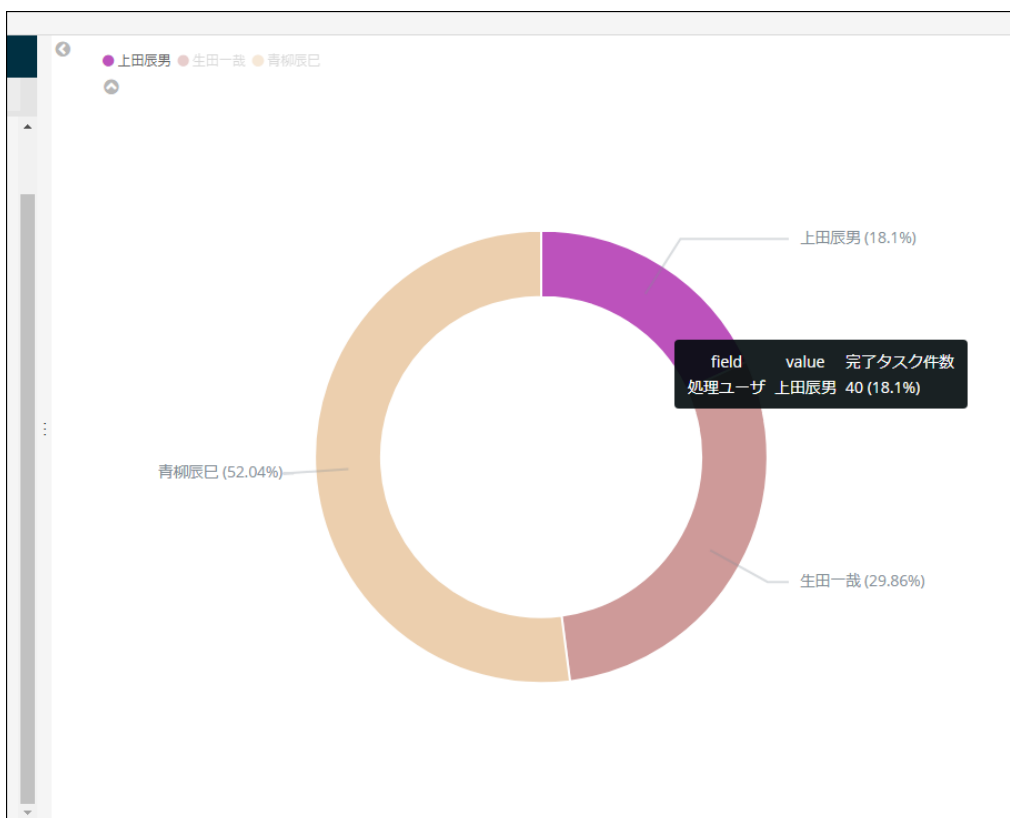 上田辰男 生田一哉 青柳辰巳
上田辰男 (18.1%)
field value 完了タスク件数
処理ユーザ 上田辰男 40 (18.1%)
青柳辰巳 (52.04%)
生田一哉 (29.86%)